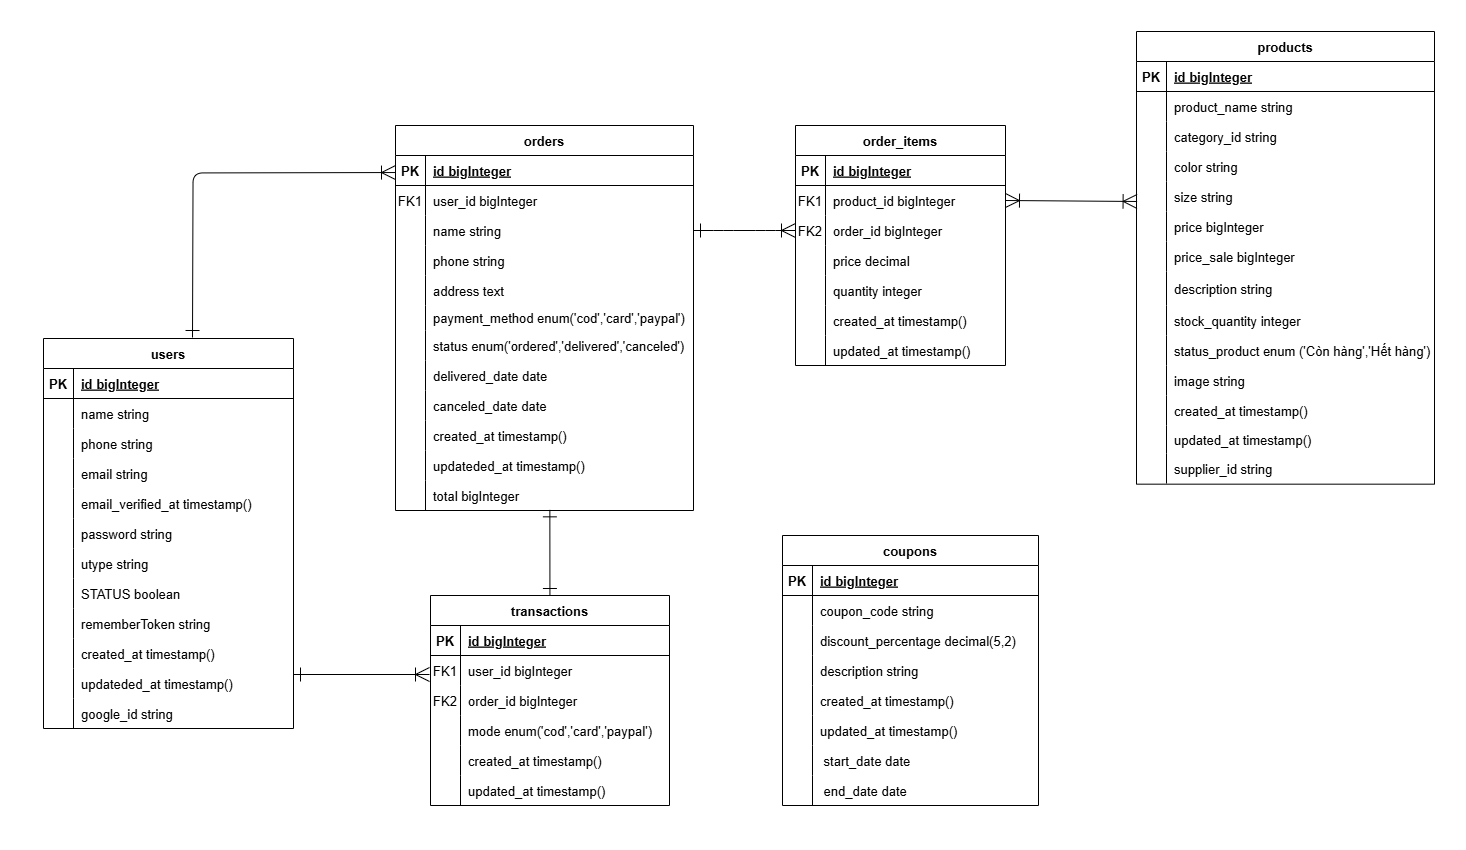 products
PK id bigInteger
product_name string
category_id string
color string
size string
price bigInteger
price_sale bigInteger
description string
stock_quantity integer
status_product enum ('Còn hàng','Hết hàng')
image string
created_at timestamp()
updated_at timestamp()
supplier_id string
orders
PK id bigInteger
FK1 user_id bigInteger
name string
phone string
address text
payment_method enum('cod','card','paypal')
status enum('ordered','delivered','canceled')
delivered_date date
canceled_date date
created_at timestamp()
updateded_at timestamp()
total bigInteger
order_items
PK id bigInteger
FK1 product_id bigInteger
FK2 order_id bigInteger
price decimal
quantity integer
created_at timestamp()
updated_at timestamp()
users
PK id bigInteger
name string
phone string
email string
email_verified_at timestamp()
password string
utype string
STATUS boolean
rememberToken string
created_at timestamp()
updateded_at timestamp()
google_id string
transactions
PK id bigInteger
FK1 user_id bigInteger
FK2 order_id bigInteger
mode enum('cod','card','paypal')
created_at timestamp()
updated_at timestamp()
coupons
PK id bigInteger
coupon_code string
discount_percentage decimal(5,2)
description string
created_at timestamp()
updated_at timestamp()
start_date date
end_date date